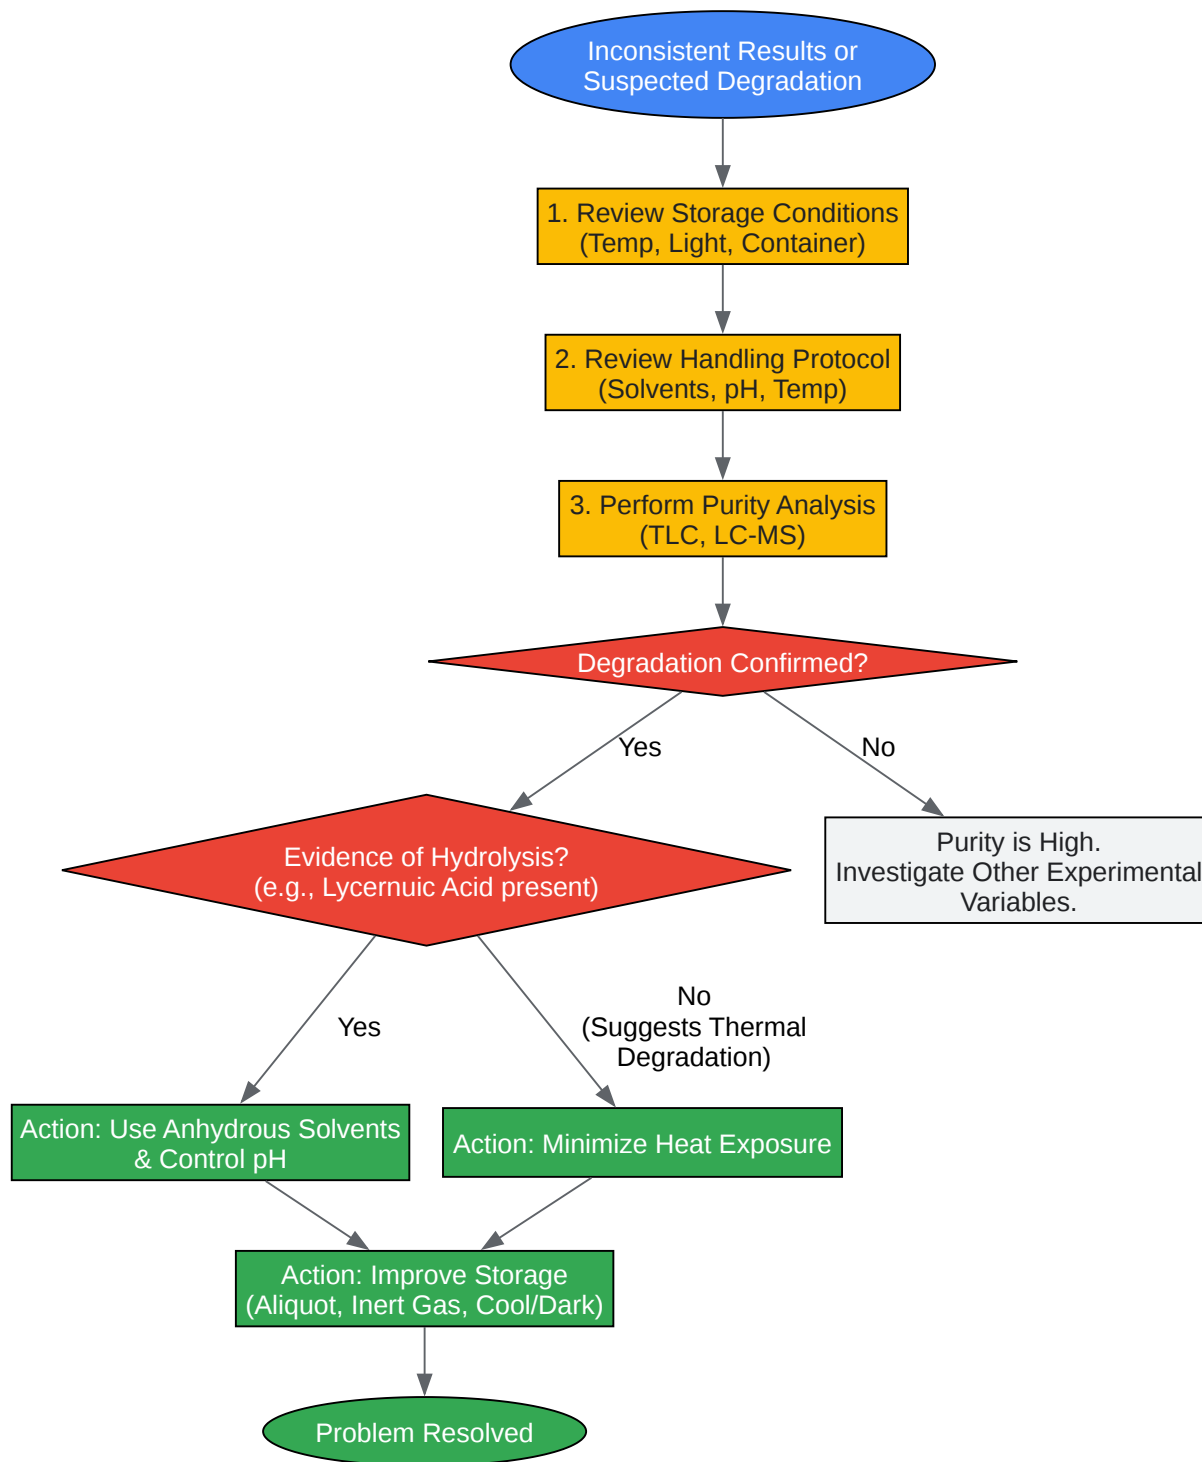 Inconsistent Results or
Suspected Degradation
1. Review Storage Conditions
(Temp, Light, Container)
2. Review Handling Protocol
(Solvents, pH, Temp)
3. Perform Purity Analysis
(TLC, LC-MS)
Degradation Confirmed?
Yes
No
Evidence of Hydrolysis?
(e.g., Lycernuic Acid present)
Purity is High.
Investigate Other Experimental
Variables.
Yes
No
(Suggests Thermal
Degradation)
Action: Use Anhydrous Solvents
& Control pH
Action: Minimize Heat Exposure
Action: Improve Storage
(Aliquot, Inert Gas, Cool/Dark)
Problem Resolved